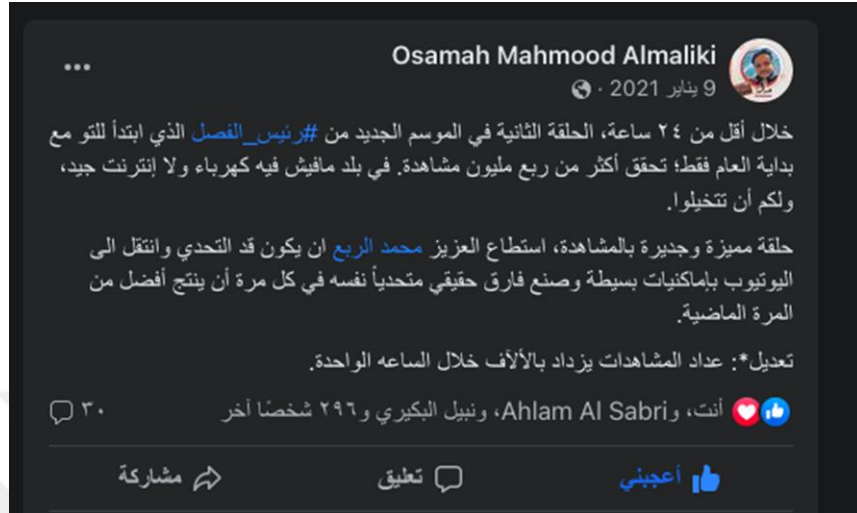 Osamah Mahmood Almaliki
9 يناير 2021 ·
خلال أقل من ٢٤ ساعة، الحلقة الثانية في الموسم الجديد من #رئيس_الفصل الذي ابتدأ للتو مع
بداية العام فقط؛ تحقق أكثر من ربع مليون مشاهدة. في بلد مافيش فيه كهرباء ولا إنترنت جيد،
ولكم أن تتخيلوا.
حلقة مميزة وجديرة بالمشاهدة، استطاع العزيز محمد الربع ان يكون قد التحدي وانتقل الى
اليوتيوب بإماكنيات بسيطة وصنع فارق حقيقي متحدياً نفسه في كل مرة أن ينتج أفضل من
المرة الماضية.
تعديل*: عداد المشاهدات يزداد بالألآف خلال الساعه الواحدة.
أنت، وAhlam Al Sabri، ونبيل البكيري و٢٩٦ شخصًا آخر
٣٠
أعجبني
تعليق
مشاركة